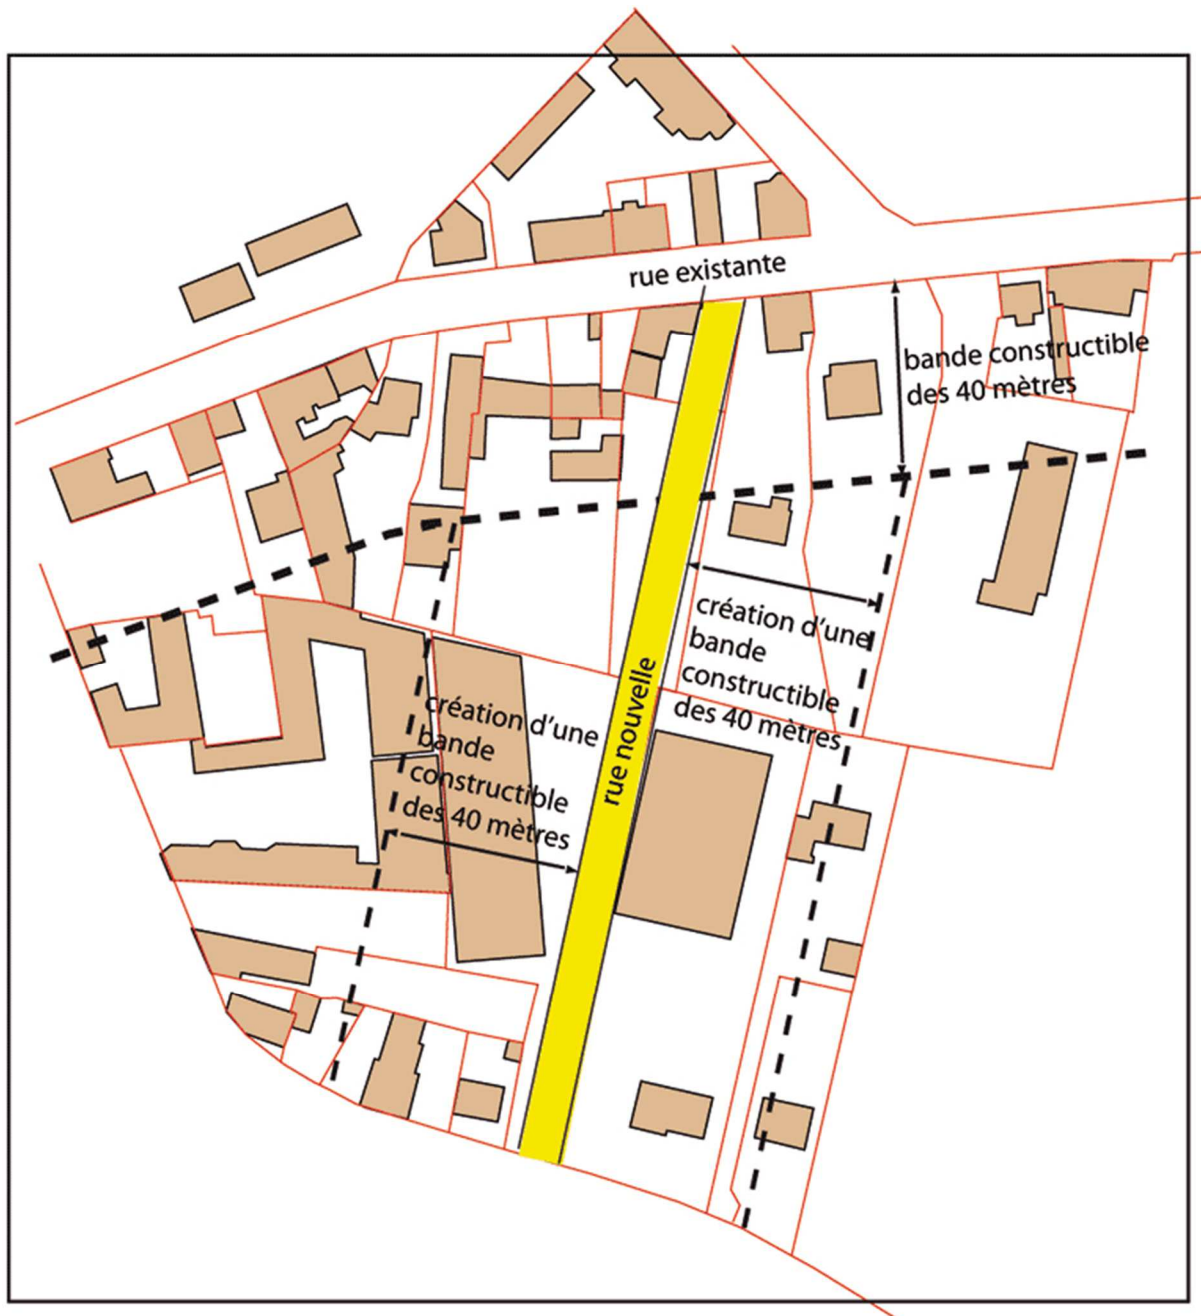 rue existante
bande constructible
des 40 mètres
création d'une
bande
constructible
des 40 mètres
création d'une
bande
constructible
des 40 mètres
rue nouvelle